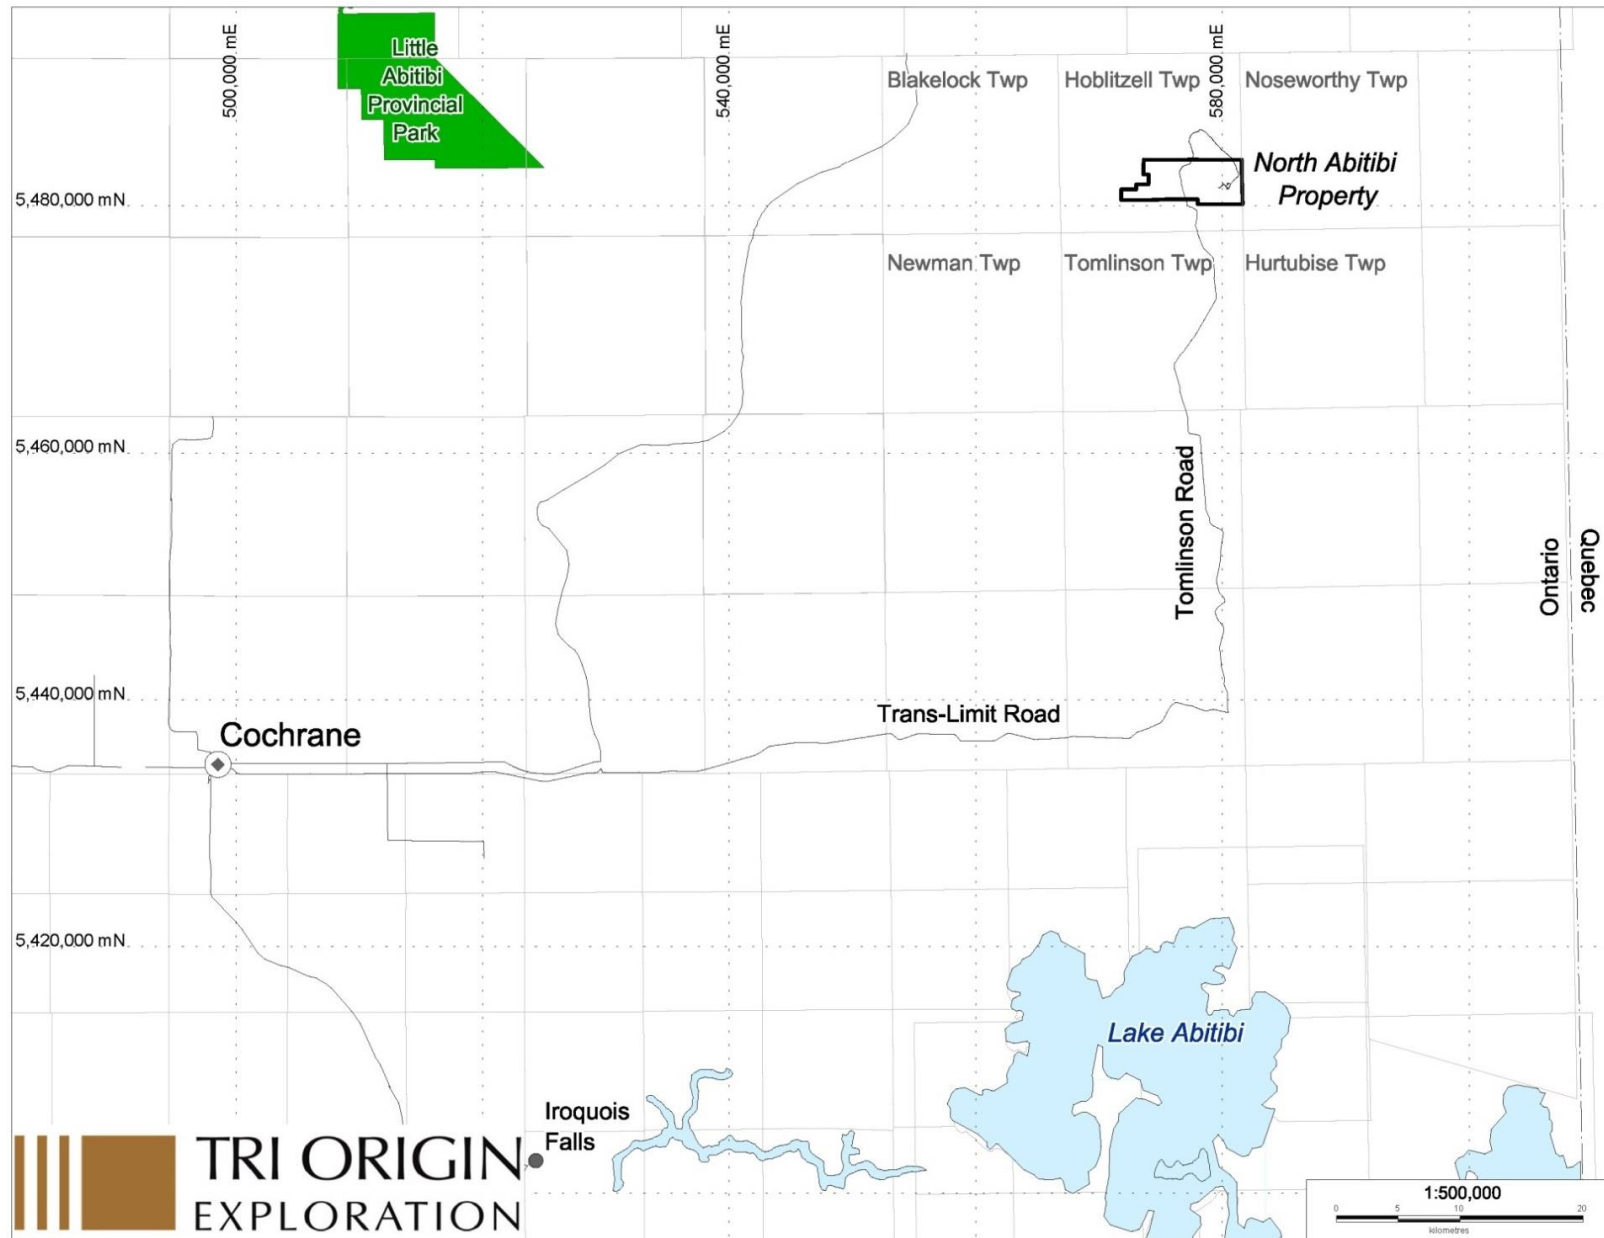 500,000 mE
540,000 mE
580,000 mE
Little
Abitibi
Provincial
Park
Blakelock Twp
Hoblitzell Twp
Noseworthy Twp
North Abitibi
Property
5,480,000 mN
Newman Twp
Tomlinson Twp
Hurtubise Twp
5,460,000 mN
Tomlinson Road
Ontario
Quebec
5,440,000 mN
Trans-Limit Road
Cochrane
5,420,000 mN
Lake Abitibi
Iroquois
Falls
TRI ORIGIN
EXPLORATION
1:500,000
0 5 10 20
kilometres